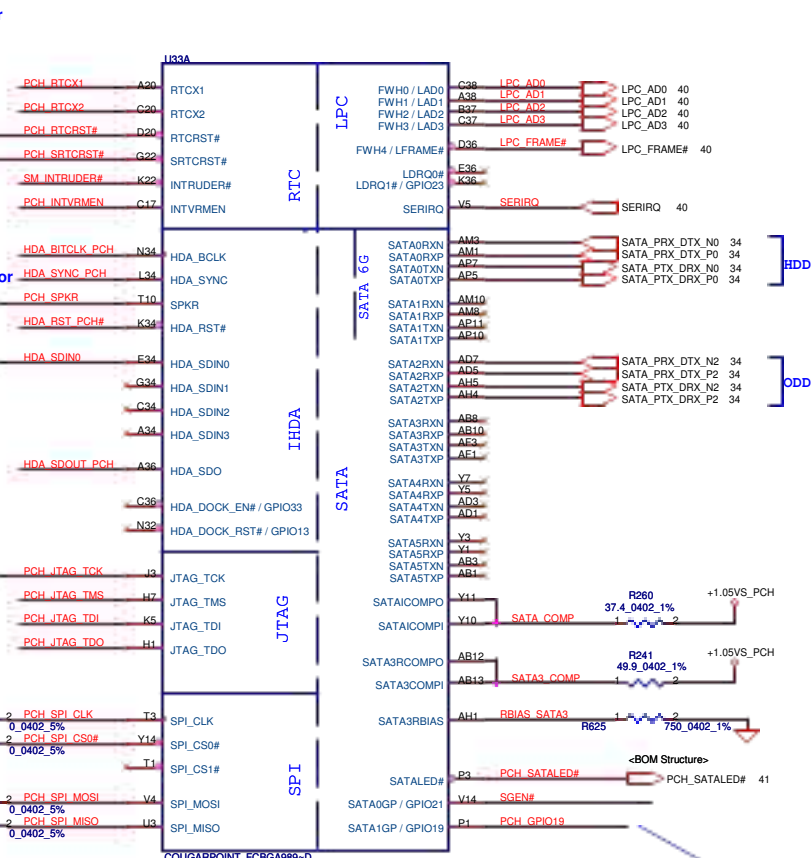 U33A
PCH_RTCX1 A20 RTCX1
PCH_RTCX2 C20 RTCX2
PCH_RTCRST# D20 RTCRST#
PCH_SRTCRST# G22 SRTCRST#
SM_INTRUDER# K22 INTRUDER#
PCH_INTVRMEN C17 INTVRMEN
RTC
LPC
FWH0 / LAD0 C38 LPC_AD0 LPC_AD0 40
FWH1 / LAD1 A38 LPC_AD1 LPC_AD1 40
FWH2 / LAD2 B37 LPC_AD2 LPC_AD2 40
FWH3 / LAD3 C37 LPC_AD3 LPC_AD3 40
FWH4 / LFRAME# D36 LPC_FRAME# LPC_FRAME# 40
LDRQ0# E36
LDRQ1# / GPIO23 K36
SERIRQ V5 SERIRQ SERIRQ 40
HDA_BITCLK_PCH N34 HDA_BCLK
or HDA_SYNC_PCH L34 HDA_SYNC
PCH_SPKR T10 SPKR
HDA_RST_PCH# K34 HDA_RST#
HDA_SDIN0 E34 HDA_SDIN0
G34 HDA_SDIN1
C34 HDA_SDIN2
A34 HDA_SDIN3
HDA_SDOUT_PCH A36 HDA_SDO
C36 HDA_DOCK_EN# / GPIO33
N32 HDA_DOCK_RST# / GPIO13
IHDA
SATA 6G
SATA
SATA0RXN AM3 SATA_PRX_DTX_N0 34
SATA0RXP AM1 SATA_PRX_DTX_P0 34
SATA0TXN AP7 SATA_PTX_DRX_N0 34
SATA0TXP AP5 SATA_PTX_DRX_P0 34
HDD
SATA1RXN AM10
SATA1RXP AM8
SATA1TXN AP11
SATA1TXP AP10
SATA2RXN AD7 SATA_PRX_DTX_N2 34
SATA2RXP AD5 SATA_PRX_DTX_P2 34
SATA2TXN AH5 SATA_PTX_DRX_N2 34
SATA2TXP AH4 SATA_PTX_DRX_P2 34
ODD
SATA3RXN AB8
SATA3RXP AB10
SATA3TXN AF3
SATA3TXP AF1
SATA4RXN Y7
SATA4RXP Y5
SATA4TXN AD3
SATA4TXP AD1
SATA5RXN Y3
SATA5RXP Y1
SATA5TXN AB3
SATA5TXP AB1
PCH_JTAG_TCK J3 JTAG_TCK
PCH_JTAG_TMS H7 JTAG_TMS
PCH_JTAG_TDI K5 JTAG_TDI
PCH_JTAG_TDO H1 JTAG_TDO
JTAG
R260 +1.05VS_PCH
37.4_0402_1%
SATAICOMPO Y11
SATAICOMPI Y10 SATA_COMP 1 2
R241 +1.05VS_PCH
49.9_0402_1%
SATA3RCOMPO AB12
SATA3COMPI AB13 SATA3_COMP 1 2
SATA3RBIAS AH1 RBIAS_SATA3 1 2
R625 750_0402_1%
2 PCH_SPI_CLK T3 SPI_CLK
0_0402_5%
2 PCH_SPI_CS0# Y14 SPI_CS0#
0_0402_5%
T1 SPI_CS1#
2 PCH_SPI_MOSI V4 SPI_MOSI
0_0402_5%
2 PCH_SPI_MISO U3 SPI_MISO
0_0402_5%
SPI
<BOM Structure>
SATALED# P3 PCH_SATALED# PCH_SATALED# 41
SATA0GP / GPIO21 V14 SGEN#
SATA1GP / GPIO19 P1 PCH_GPIO19
COUGARPOINT_FCBGA989~D